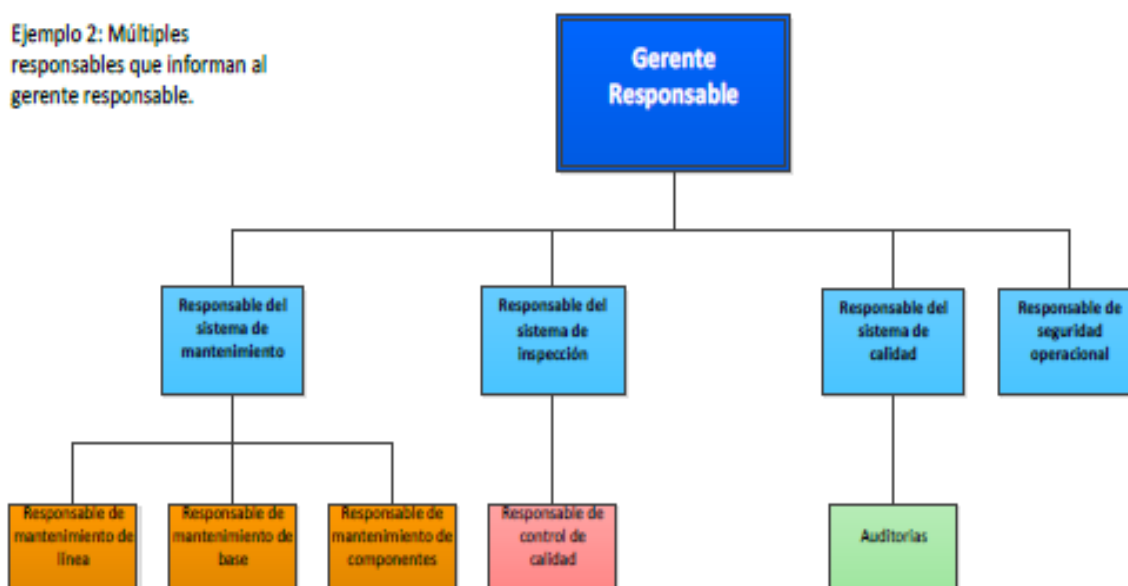 Ejemplo 2: Múltiples
responsables que informan al
gerente responsable.
Gerente
Responsable
Responsable del
sistema de
mantenimiento
Responsable del
sistema de
inspección
Responsable del
sistema de
calidad
Responsable de
seguridad
operacional
Responsable de
mantenimiento de
línea
Responsable de
mantenimiento de
base
Responsable de
mantenimiento de
componentes
Responsable de
control de
calidad
Auditorias